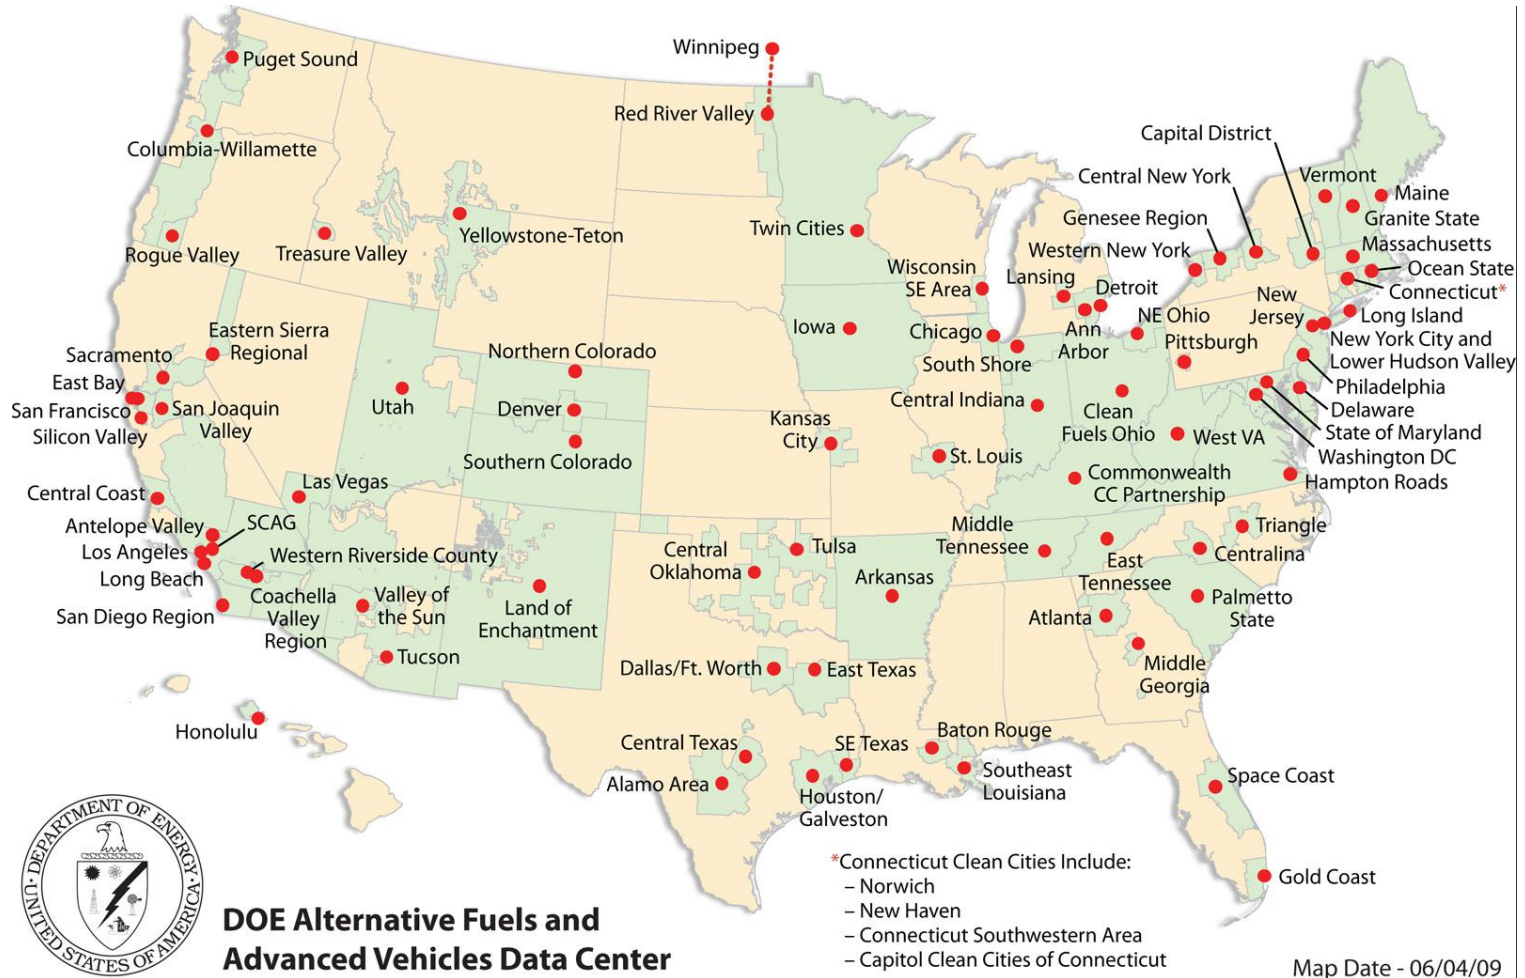 Winnipeg
Puget Sound
Red River Valley
Columbia-Willamette
Capital District
Central New York
Vermont
Maine
Genesee Region
Granite State
Yellowstone-Teton
Twin Cities
Rogue Valley
Treasure Valley
Western New York
Massachusetts
Wisconsin
SE Area
Lansing
Ocean State
Detroit
Connecticut*
New
Jersey
NE Ohio
Long Island
Iowa
Chicago
Ann
Arbor
Pittsburgh
Eastern Sierra
Regional
New York City and
Lower Hudson Valley
Sacramento
Northern Colorado
South Shore
Philadelphia
East Bay
Utah
Denver
Central Indiana
Delaware
San Francisco
San Joaquin
Valley
Kansas
City
Clean
Fuels Ohio
State of Maryland
Silicon Valley
West VA
Southern Colorado
St. Louis
Washington DC
Las Vegas
Commonwealth
CC Partnership
Hampton Roads
Central Coast
Antelope Valley
SCAG
Middle
Tennessee
Triangle
Los Angeles
Western Riverside County
Central
Oklahoma
Tulsa
Centralina
Long Beach
East
Tennessee
Arkansas
Coachella
Valley
Region
Valley of
the Sun
Land of
Enchantment
Palmetto
State
San Diego Region
Atlanta
Tucson
Dallas/Ft. Worth
East Texas
Middle
Georgia
Honolulu
Central Texas
SE Texas
Baton Rouge
Alamo Area
Southeast
Louisiana
Space Coast
Houston/
Galveston
Gold Coast
*Connecticut Clean Cities Include:
– Norwich
– New Haven
– Connecticut Southwestern Area
– Capitol Clean Cities of Connecticut
DEPARTMENT OF ENERGY
UNITED STATES OF AMERICA
DOE Alternative Fuels and
Advanced Vehicles Data Center
Map Date - 06/04/09